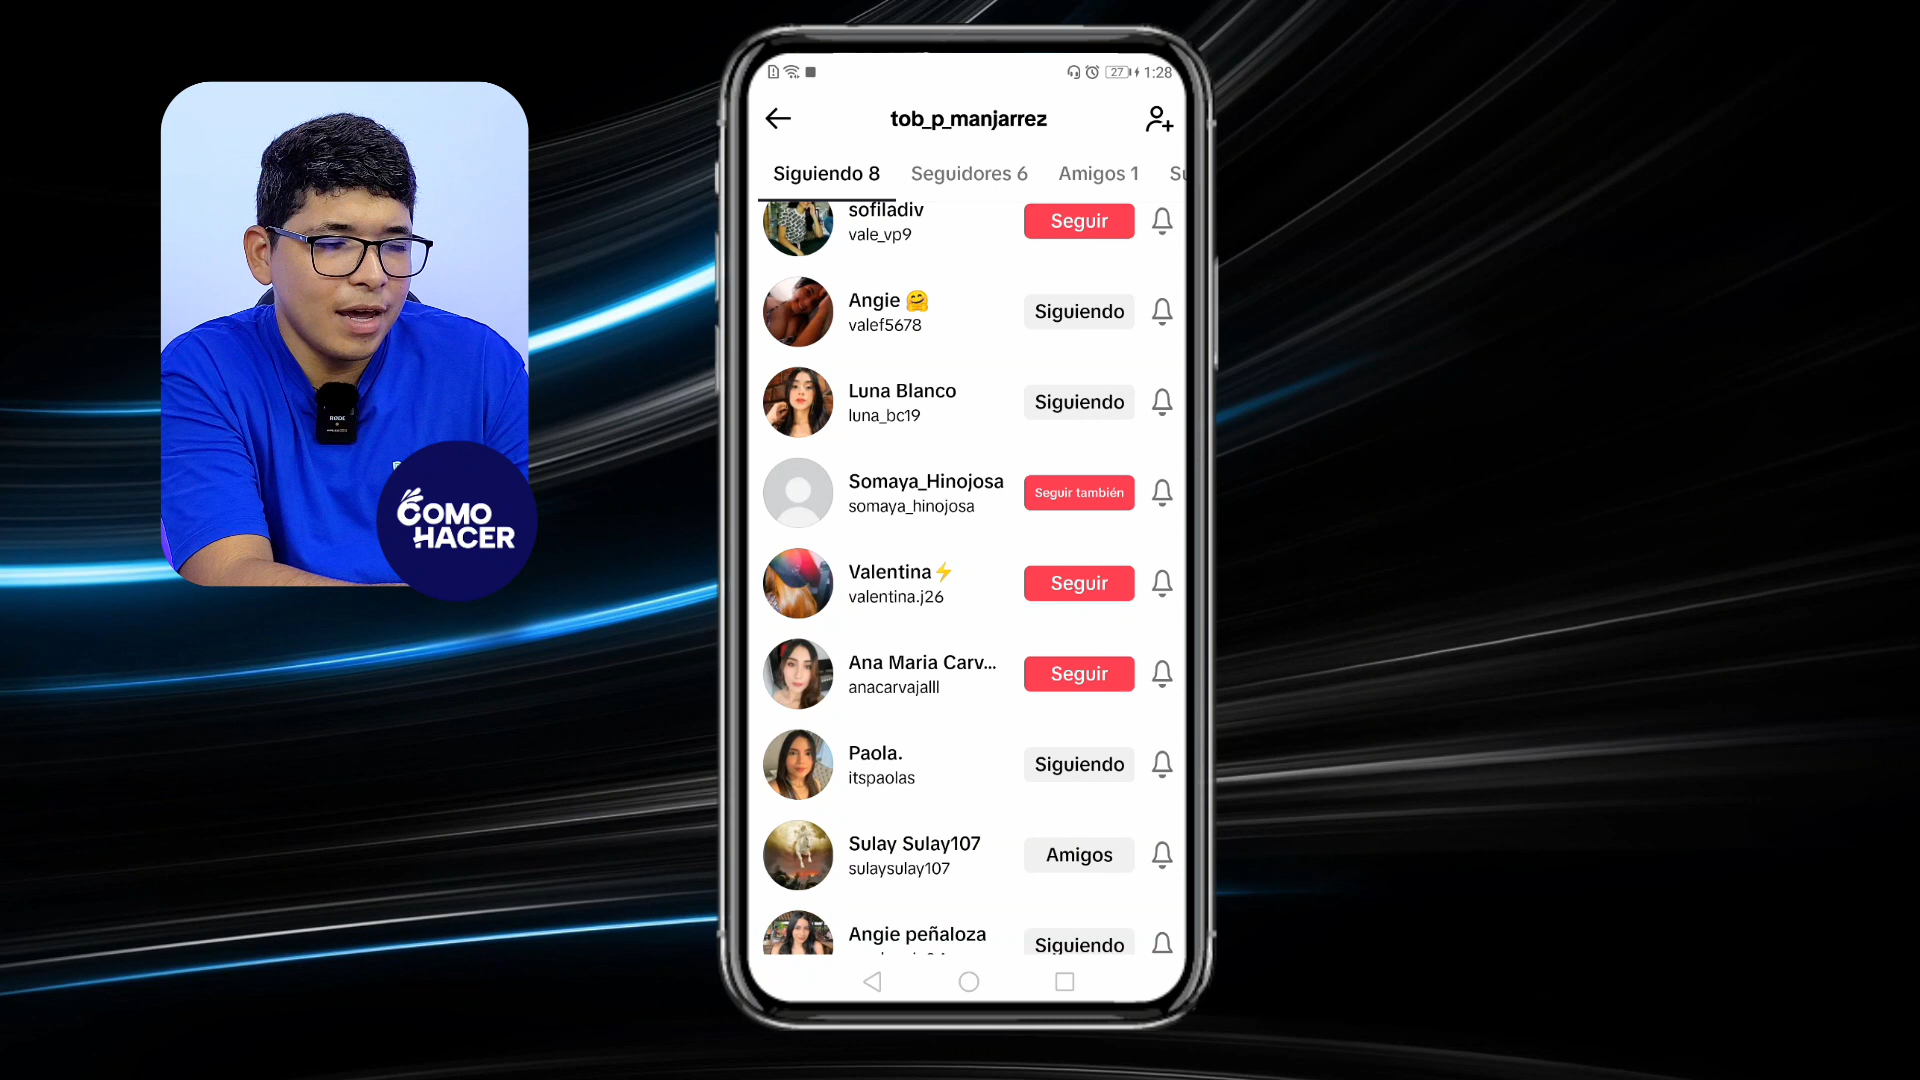 RØDE
COMO
HACER
27
1:28
tob_p_manjarrez
Siguiendo 8
Seguidores 6
Amigos 1
sofiladiv
vale_vp9
Seguir
Angie 🤗
valef5678
Siguiendo
Luna Blanco
luna_bc19
Siguiendo
Somaya_Hinojosa
somaya_hinojosa
Seguir también
Valentina⚡
valentina.j26
Seguir
Ana Maria Carv...
anacarvajalll
Seguir
Paola.
itspaolas
Siguiendo
Sulay Sulay107
sulaysulay107
Amigos
Angie peñaloza
Siguiendo